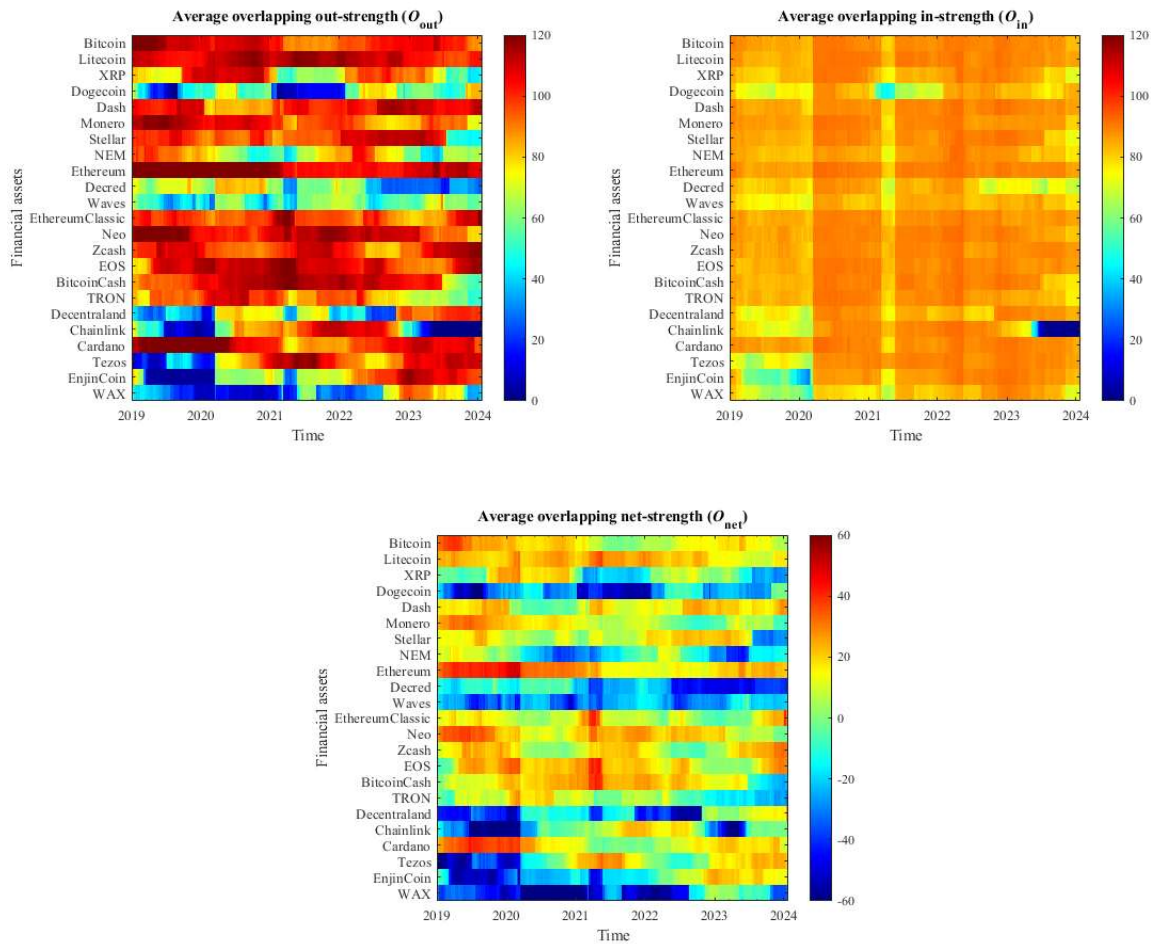 Average overlapping out-strength (Oout)
Financial assets
Bitcoin
Litecoin
XRP
Dogecoin
Dash
Monero
Stellar
NEM
Ethereum
Decred
Waves
EthereumClassic
Neo
Zcash
EOS
BitcoinCash
TRON
Decentraland
Chainlink
Cardano
Tezos
EnjinCoin
WAX
2019 2020 2021 2022 2023 2024
Time
120
100
80
60
40
20
0
Average overlapping in-strength (Oin)
Financial assets
Bitcoin
Litecoin
XRP
Dogecoin
Dash
Monero
Stellar
NEM
Ethereum
Decred
Waves
EthereumClassic
Neo
Zcash
EOS
BitcoinCash
TRON
Decentraland
Chainlink
Cardano
Tezos
EnjinCoin
WAX
2019 2020 2021 2022 2023 2024
Time
120
100
80
60
40
20
0
Average overlapping net-strength (Onet)
Financial assets
Bitcoin
Litecoin
XRP
Dogecoin
Dash
Monero
Stellar
NEM
Ethereum
Decred
Waves
EthereumClassic
Neo
Zcash
EOS
BitcoinCash
TRON
Decentraland
Chainlink
Cardano
Tezos
EnjinCoin
WAX
2019 2020 2021 2022 2023 2024
Time
60
40
20
0
-20
-40
-60